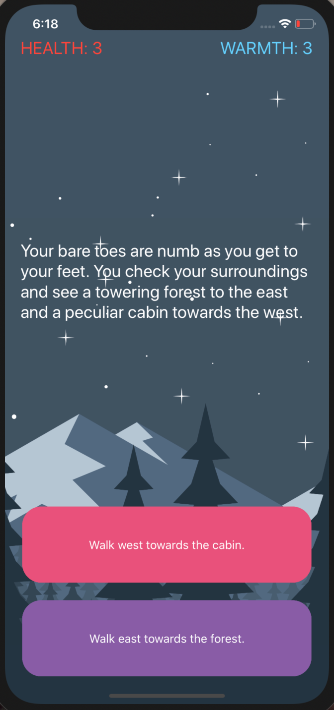 6:18
HEALTH: 3 WARMTH: 3
Your bare toes are numb as you get to
your feet. You check your surroundings
and see a towering forest to the east
and a peculiar cabin towards the west.
Walk west towards the cabin.
Walk east towards the forest.